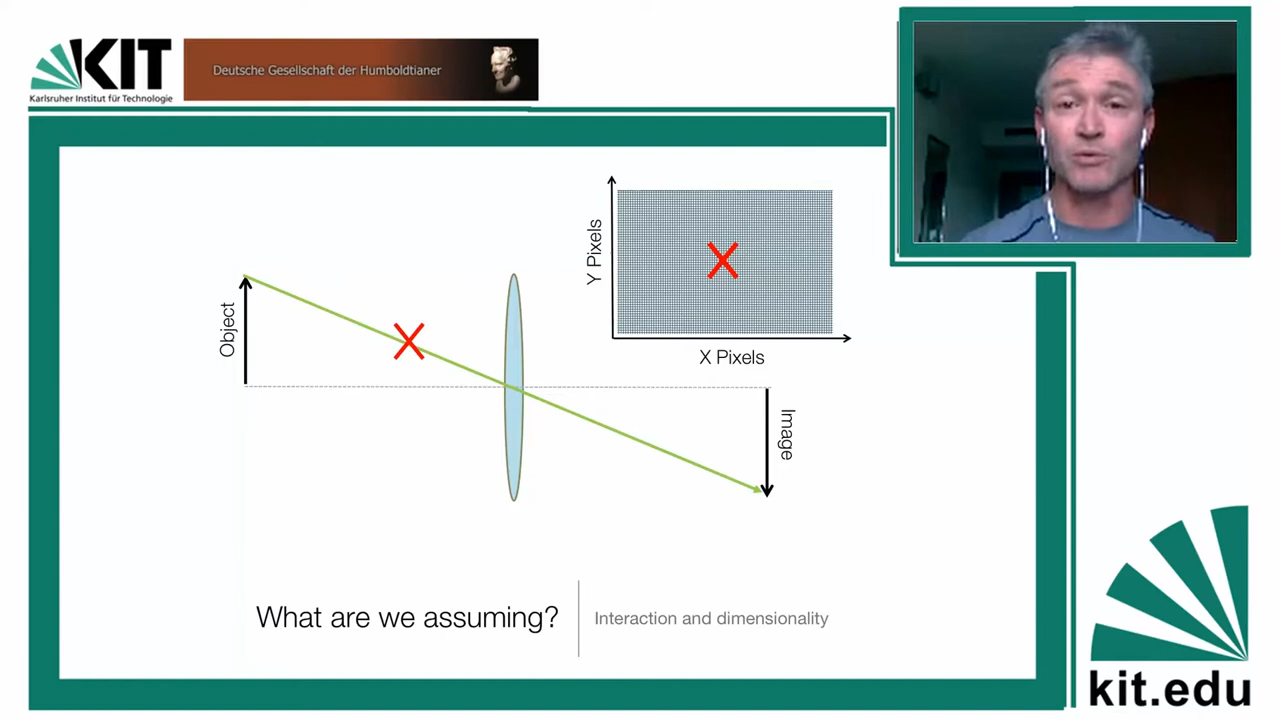 KIT
Karlsruher Institut für Technologie
Deutsche Gesellschaft der Humboldtianer
Object
Image
Y Pixels
X Pixels
What are we assuming?
Interaction and dimensionality
kit.edu